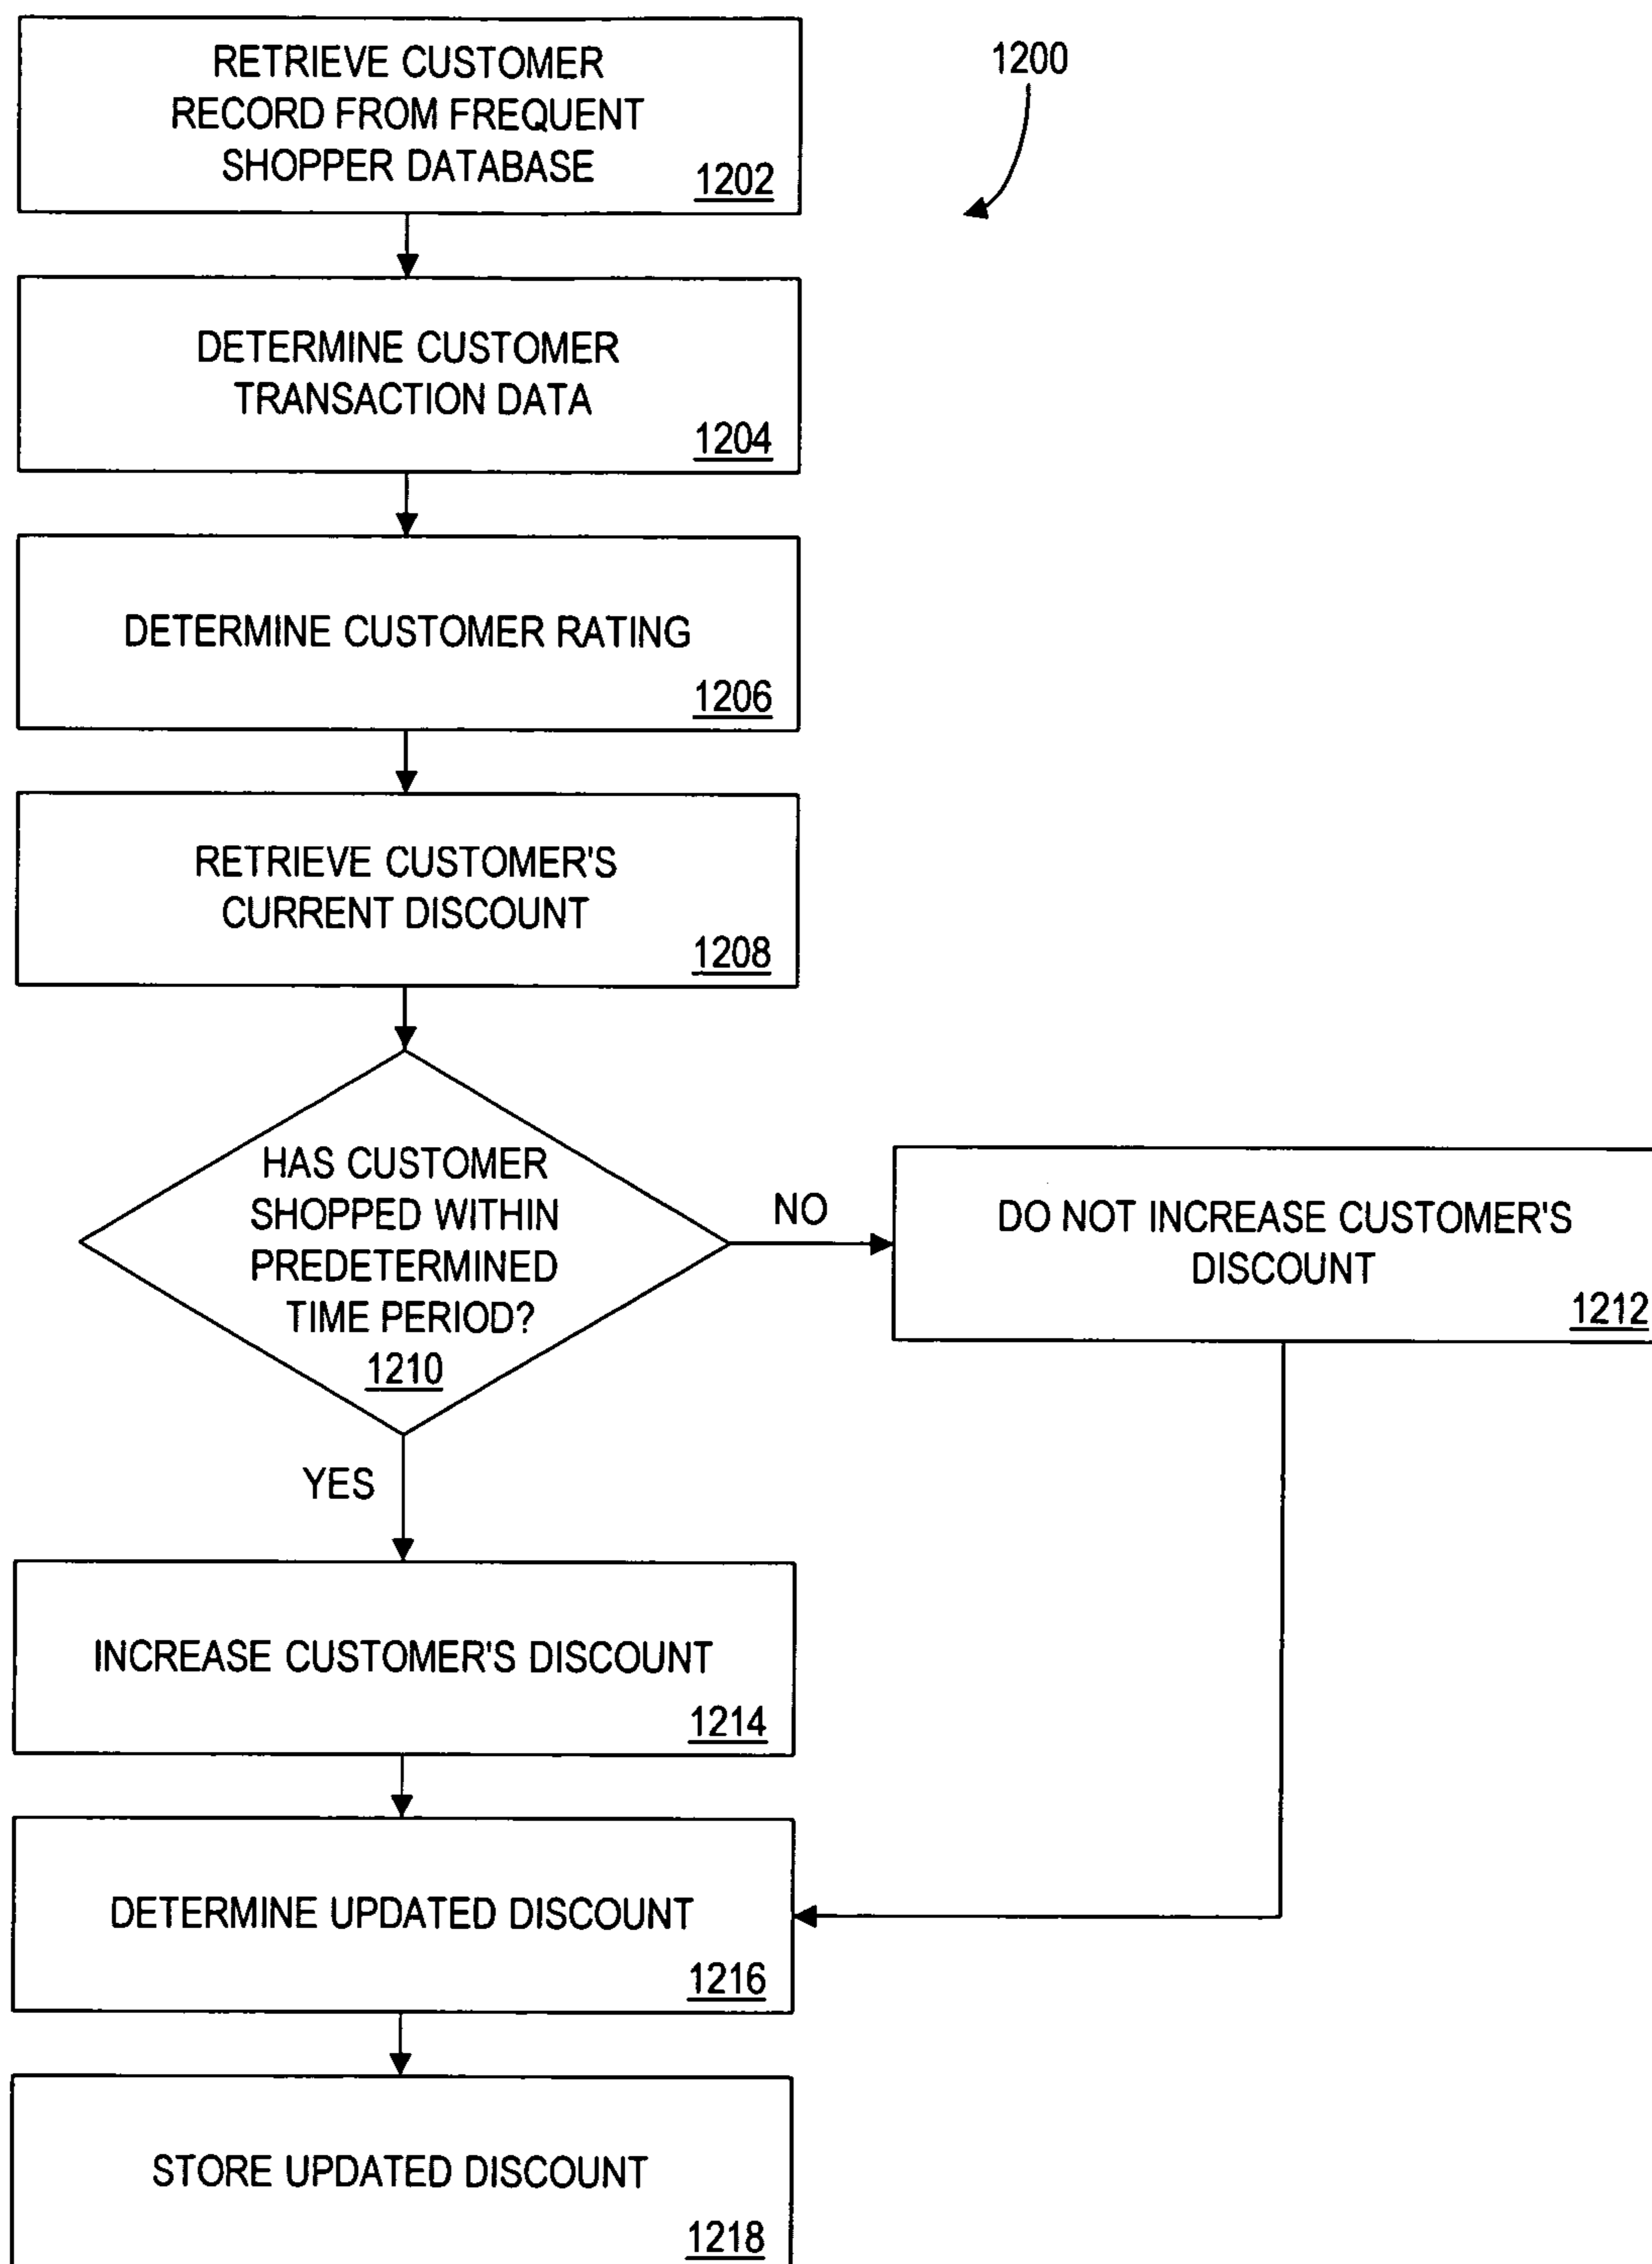 RETRIEVE CUSTOMER
RECORD FROM FREQUENT
SHOPPER DATABASE
1202
1200
DETERMINE CUSTOMER
TRANSACTION DATA
1204
DETERMINE CUSTOMER RATING
1206
RETRIEVE CUSTOMER'S
CURRENT DISCOUNT
1208
HAS CUSTOMER
SHOPPED WITHIN
PREDETERMINED
TIME PERIOD?
1210
NO
DO NOT INCREASE CUSTOMER'S
DISCOUNT
1212
YES
INCREASE CUSTOMER'S DISCOUNT
1214
DETERMINE UPDATED DISCOUNT
1216
STORE UPDATED DISCOUNT
1218